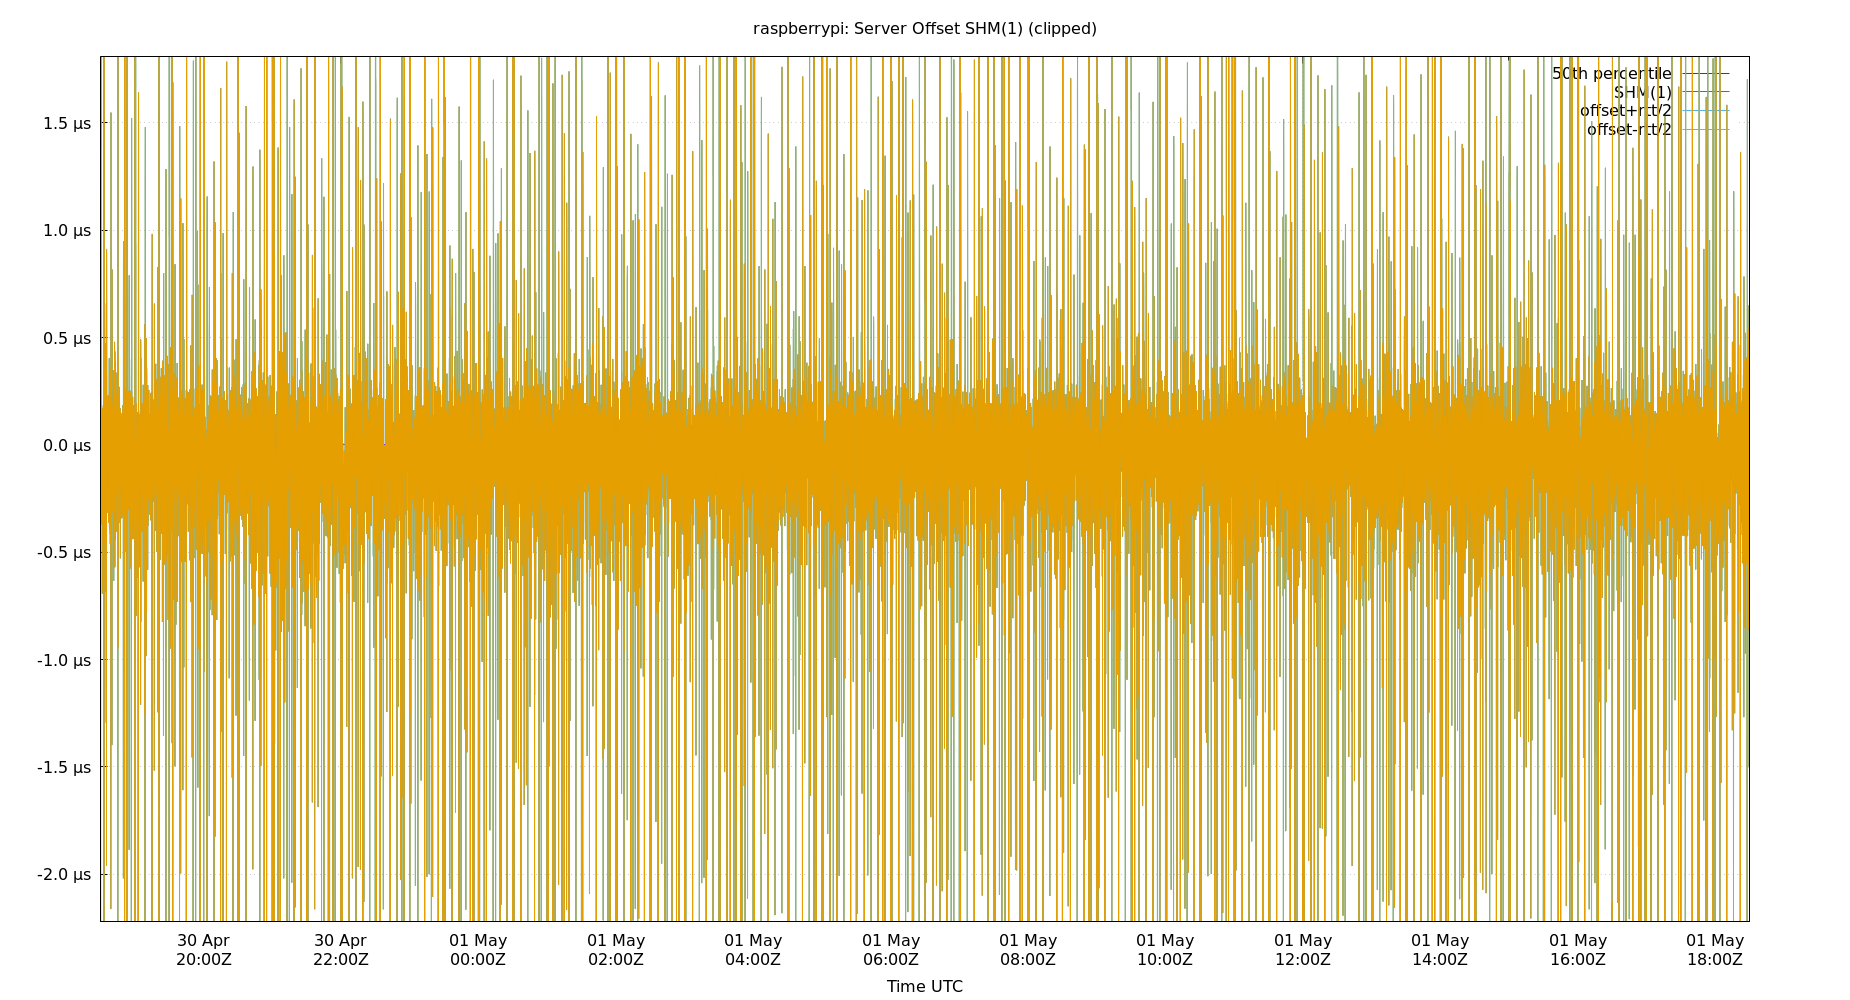 raspberrypi: Server Offset SHM(1) (clipped)
50th percentile
SHM(1)
offset+rtt/2
offset-rtt/2
1.5 µs
1.0 µs
0.5 µs
0.0 µs
-0.5 µs
-1.0 µs
-1.5 µs
-2.0 µs
30 Apr 30 Apr 01 May 01 May 01 May 01 May 01 May 01 May 01 May 01 May 01 May 01 May
20:00Z 22:00Z 00:00Z 02:00Z 04:00Z 06:00Z 08:00Z 10:00Z 12:00Z 14:00Z 16:00Z 18:00Z
Time UTC